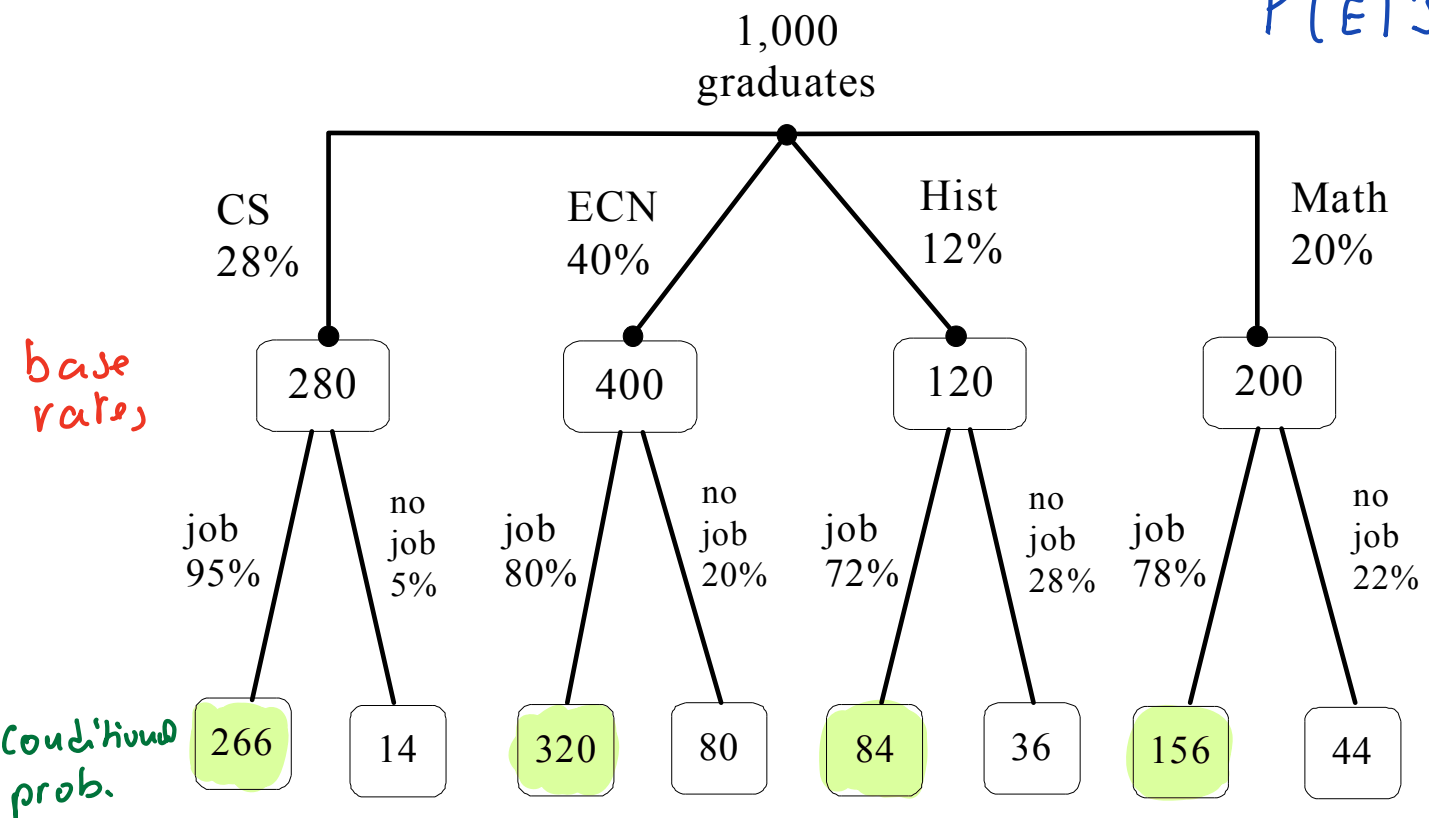 P(E|S
1,000
graduates
CS
28%
ECN
40%
Hist
12%
Math
20%
base
rates
280
400
120
200
job
95%
no
job
5%
job
80%
no
job
20%
job
72%
no
job
28%
job
78%
no
job
22%
conditional
prob.
266
14
320
80
84
36
156
44